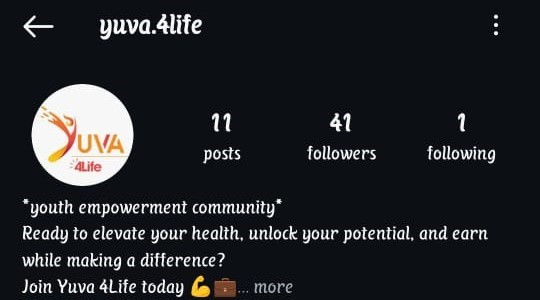 yuva.4life
YUVA
4Life
11 41 1
posts followers following
*youth empowerment community*
Ready to elevate your health, unlock your potential, and earn
while making a difference?
Join Yuva 4Life today 💪💼... more